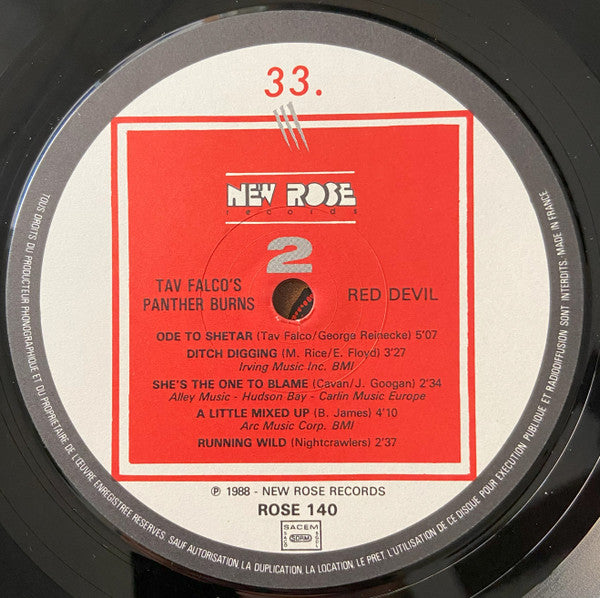 33.
NEW ROSE
records
2
TAV FALCO'S
PANTHER BURNS
RED DEVIL
ODE TO SHETAR (Tav Falco/George Reinecke) 5'07
DITCH DIGGING (M. Rice/E. Floyd) 3'27
Irving Music Inc. BMI
SHE'S THE ONE TO BLAME (Cavan/J. Googan) 2'34
Alley Music - Hudson Bay - Carlin Music Europe
A LITTLE MIXED UP (B. James) 4'10
Arc Music Corp. BMI
RUNNING WILD (Nightcrawlers) 2'37
℗ 1988 - NEW ROSE RECORDS
ROSE 140
SACEM
SDRM
TOUS DROITS DU PRODUCTEUR PHONOGRAPHIQUE ET DU PROPRIETAIRE DE L'ŒUVRE ENREGISTREE RESERVES. SAUF AUTORISATION, LA DUPLICATION, LA LOCATION, LE PRET, L'UTILISATION DE CE DISQUE POUR EXECUTION PUBLIQUE ET RADIODIFFUSION SONT INTERDITS. MADE IN FRANCE